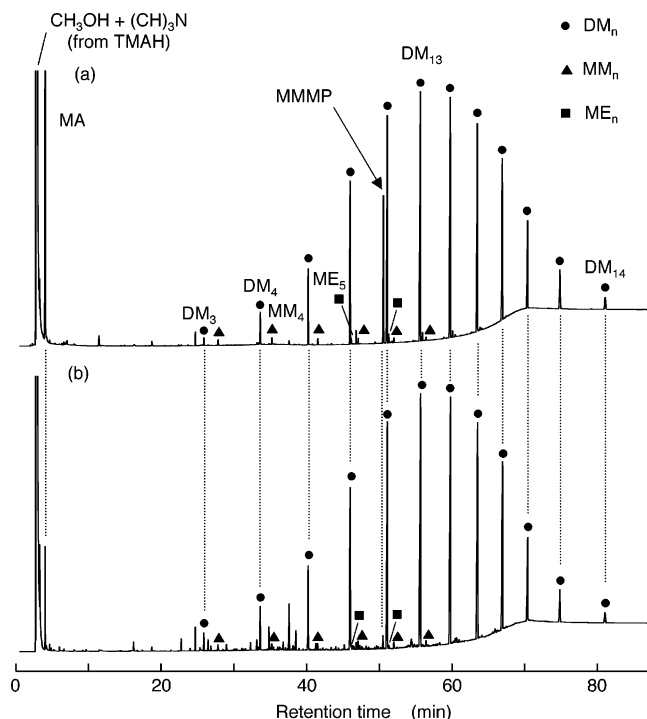 CH₃OH + (CH)₃N
(from TMAH)
(a)
MA
MMMP
DM₁₃
● DMₙ
▲ MMₙ
■ MEₙ
DM₃
DM₄
MM₄
ME₅
DM₁₄
(b)
0 20 40 60 80
Retention time (min)